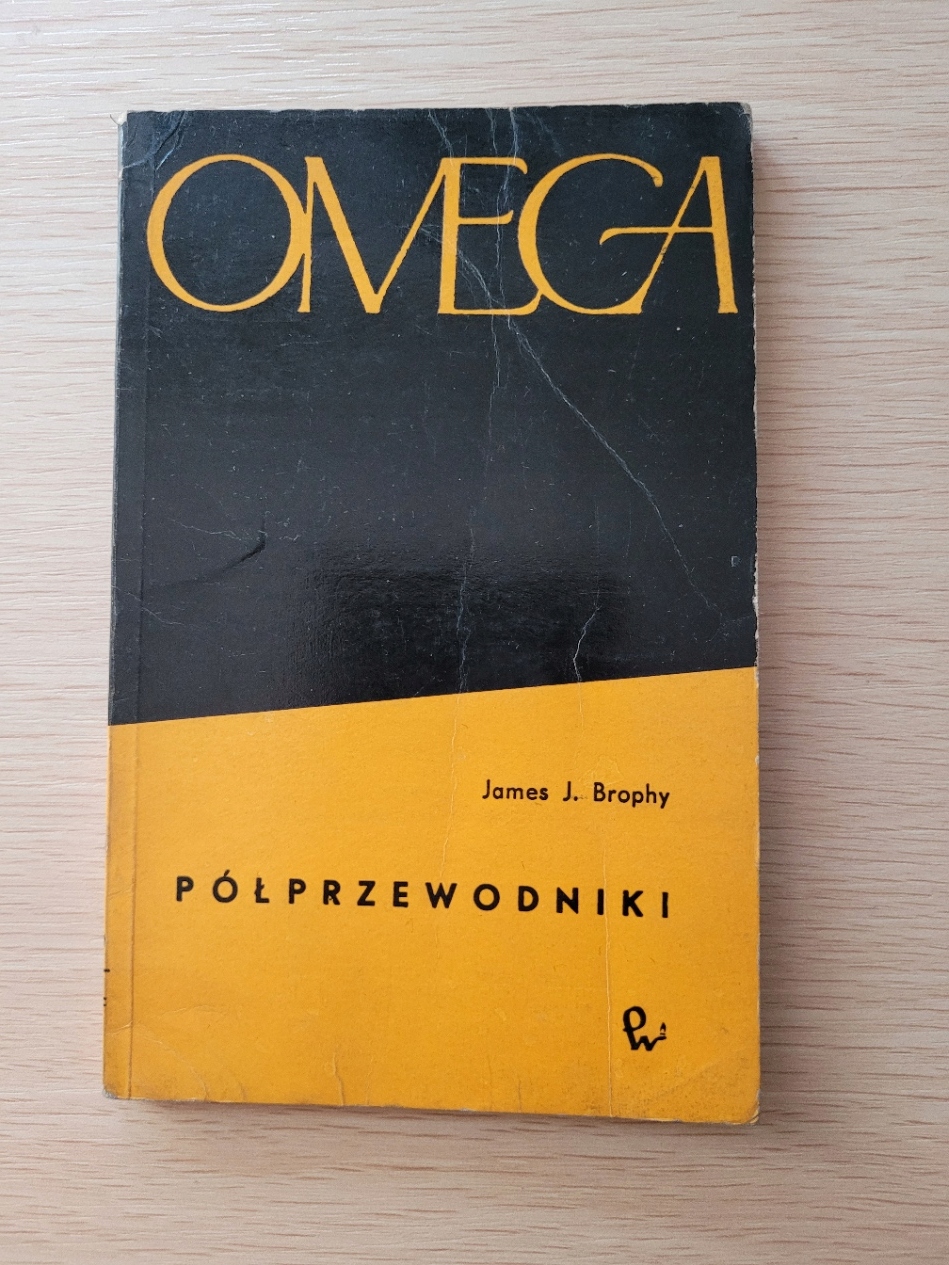 OMEGA
James J. Brophy
PÓŁPRZEWODNIKI